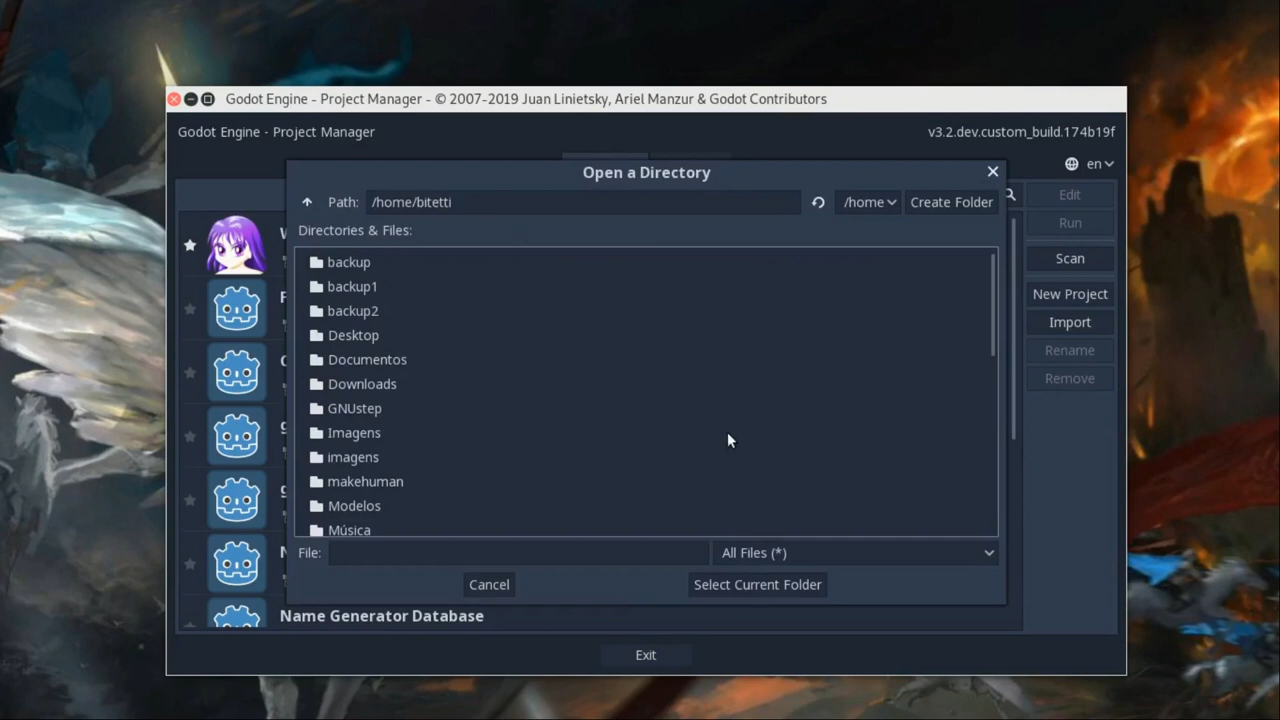 Godot Engine - Project Manager - © 2007-2019 Juan Linietsky, Ariel Manzur & Godot Contributors
Godot Engine - Project Manager
v3.2.dev.custom_build.174b19f
en
Open a Directory
Path: /home/bitetti
/home
Create Folder
Directories & Files:
backup
backup1
backup2
Desktop
Documentos
Downloads
GNUstep
Imagens
imagens
makehuman
Modelos
Música
File:
All Files (*)
Cancel
Select Current Folder
Edit
Run
Scan
New Project
Import
Rename
Remove
Name Generator Database
Exit